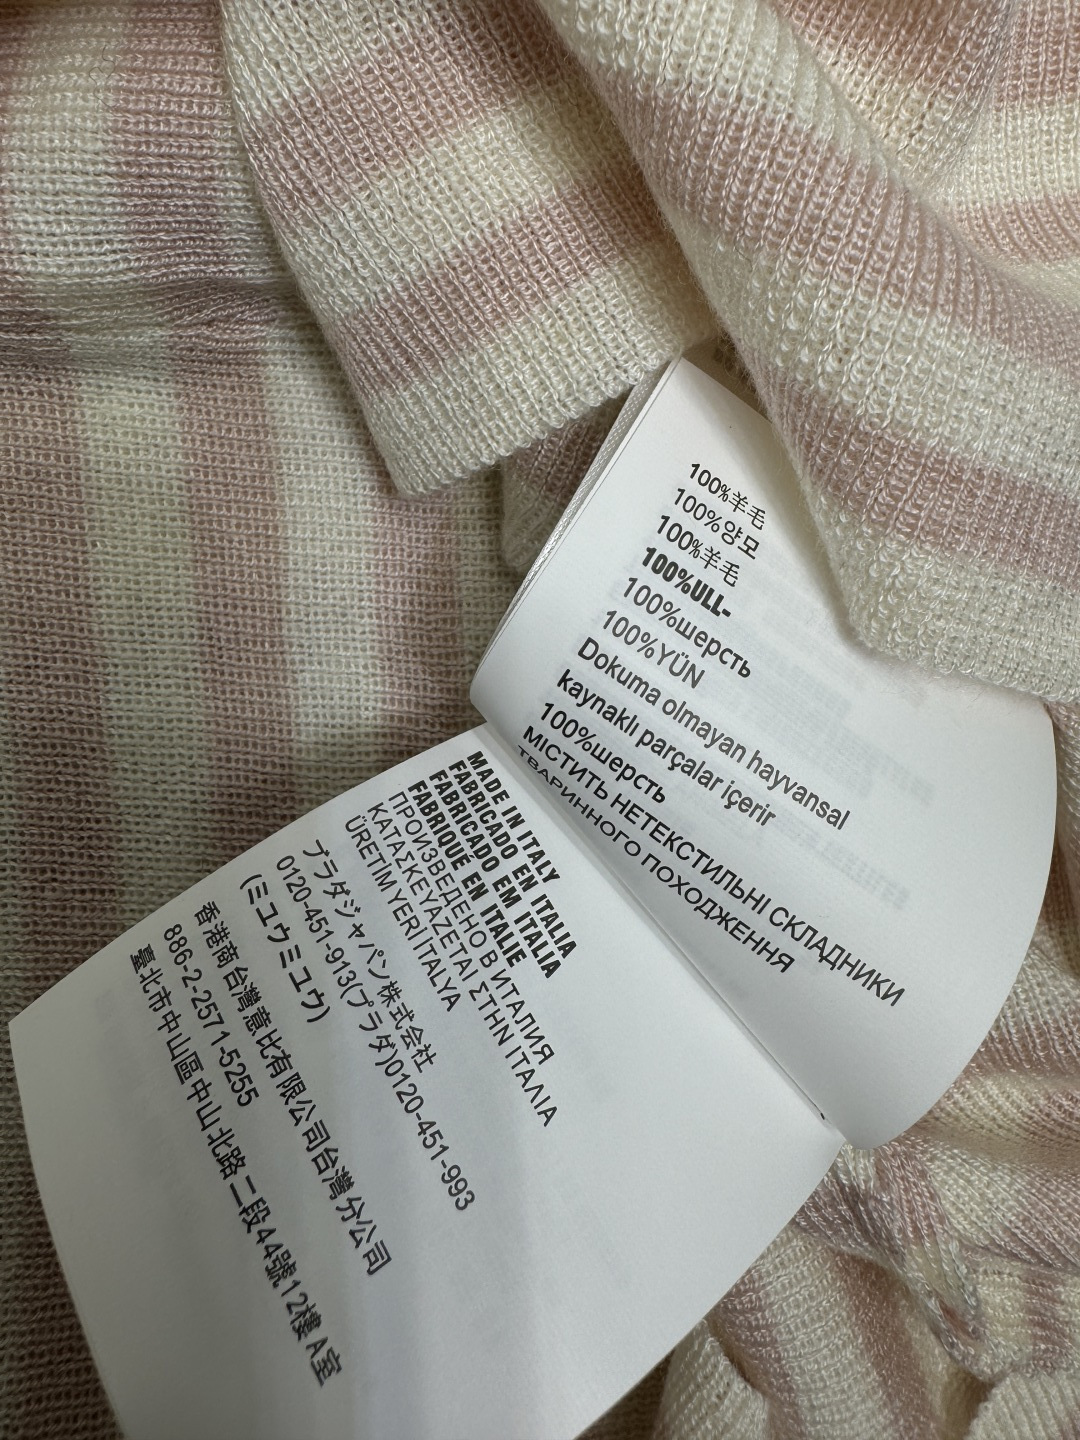 100%羊毛
100%양모
100%羊毛
100%ULL-
100%шерсть
100%YÜN
Dokuma olmayan hayvansal
kaynaklı parçalar içerir
100%шерсть
МІСТИТЬ НЕТЕКСТИЛЬНІ СКЛАДНИКИ
ТВАРИННОГО ПОХОДЖЕННЯ
MADE IN ITALY
FABRICADO EN ITALIA
FABRICADO EM ITALIA
FABRIQUÉ EN ITALIE
ПРОИЗВЕДЕНО В ИТАЛИЯ
ΚΑΤΑΣΚΕΥΑΖΕΤΑΙ ΣΤΗΝ ΙΤΑΛΙΑ
ÜRETIM YERI İTALYA
プラダジャパン株式会社
0120-451-913(プラダ)0120-451-993
(ミユウミユウ)
香港商台灣意比有限公司台灣分公司
886-2-2571-5255
臺北市中山區中山北路二段44號12樓A室